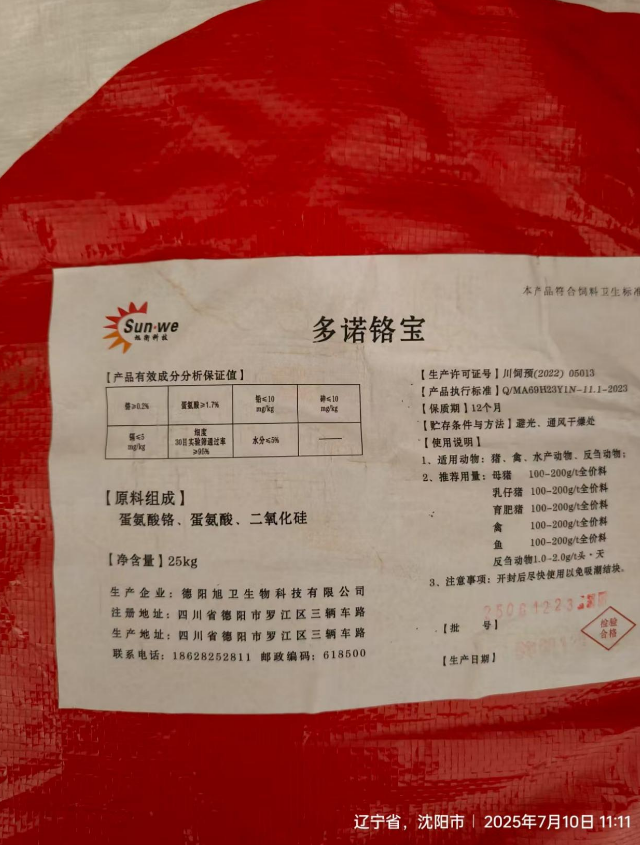 本产品符合饲料卫生标准
Sun-we
旭卫科技
多诺铬宝
【产品有效成分分析保证值】
铬≥0.2%
蛋氨酸≥1.7%
铅≤10
mg/kg
砷≤10
mg/kg
镉≤5
mg/kg
细度
30目实验筛通过率
≥95%
水分≤5%
——
【原料组成】
蛋氨酸铬、蛋氨酸、二氧化硅
【净含量】25kg
生产企业：德阳旭卫生物科技有限公司
注册地址：四川省德阳市罗江区三辆车路
生产地址：四川省德阳市罗江区三辆车路
联系电话：18628252811 邮政编码：618500
【生产许可证号】川饲预(2022) 05013
【产品执行标准】Q/MA69H23Y1N-11.1-2023
【保质期】12个月
【贮存条件与方法】避光、通风干燥处
【使用说明】
1、适用动物：猪、禽、水产动物、反刍动物；
2、推荐用量：母猪 100-200g/t全价料
乳仔猪 100-200g/t全价料
育肥猪 100-200g/t全价料
禽 100-200g/t全价料
鱼 100-200g/t全价料
反刍动物1.0-2.0g/t头·天
3、注意事项：开封后尽快使用以免吸潮结块。
【批 号】
【生产日期】
检验
合格
辽宁省，沈阳市 | 2025年7月10日 11:11